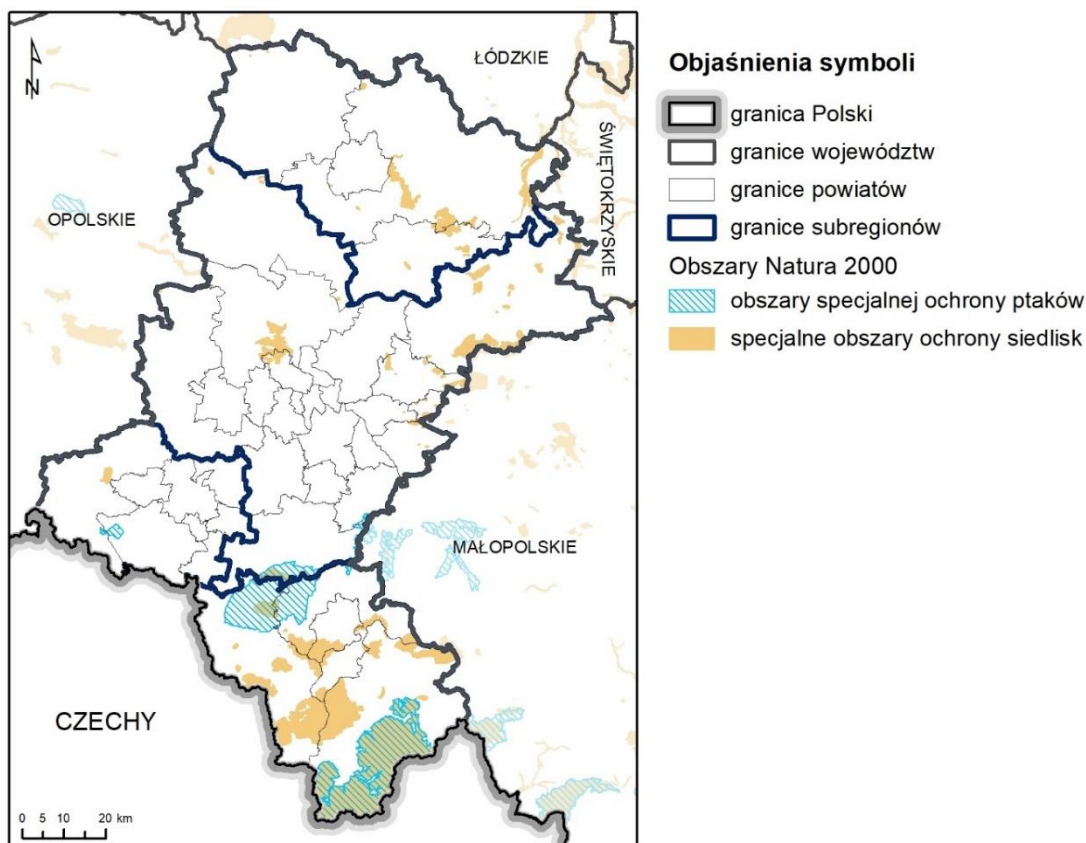 N
ŁÓDZKIE
ŚWIĘTOKRZYSKIE
OPOLSKIE
MAŁOPOLSKIE
CZECHY
0 5 10 20 km
Objaśnienia symboli
granica Polski
granice województw
granice powiatów
granice subregionów
Obszary Natura 2000
obszary specjalnej ochrony ptaków
specjalne obszary ochrony siedlisk